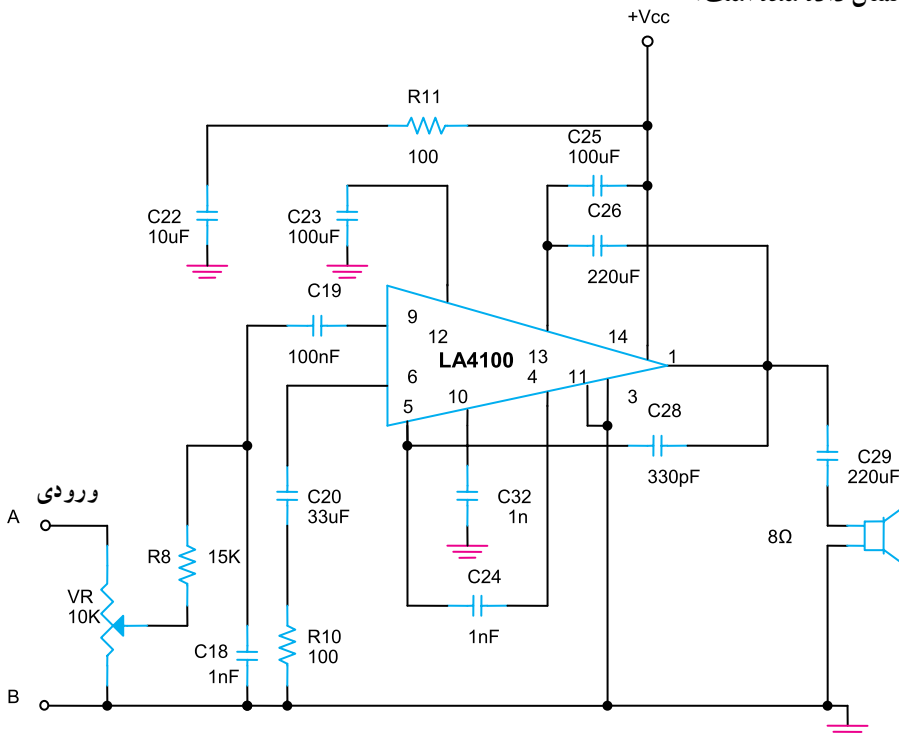 +Vcc
R11
100
C25
100uF
C22
10uF
C23
100uF
C26
220uF
C19
100nF
9
12
LA4100
13
14
1
6
4
11
3
5
10
C28
330pF
C29
220uF
ورودی
A
C20
33uF
C32
1n
8Ω
R8
15K
VR
10K
C24
1nF
C18
1nF
R10
100
B